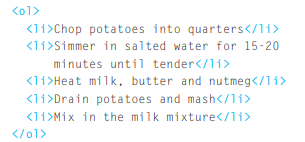 <ol>
<li>Chop potatoes into quarters</li>
<li>Simmer in salted water for 15-20
minutes until tender</li>
<li>Heat milk, butter and nutmeg</li>
<li>Drain potatoes and mash</li>
<li>Mix in the milk mixture</li>
</ol>